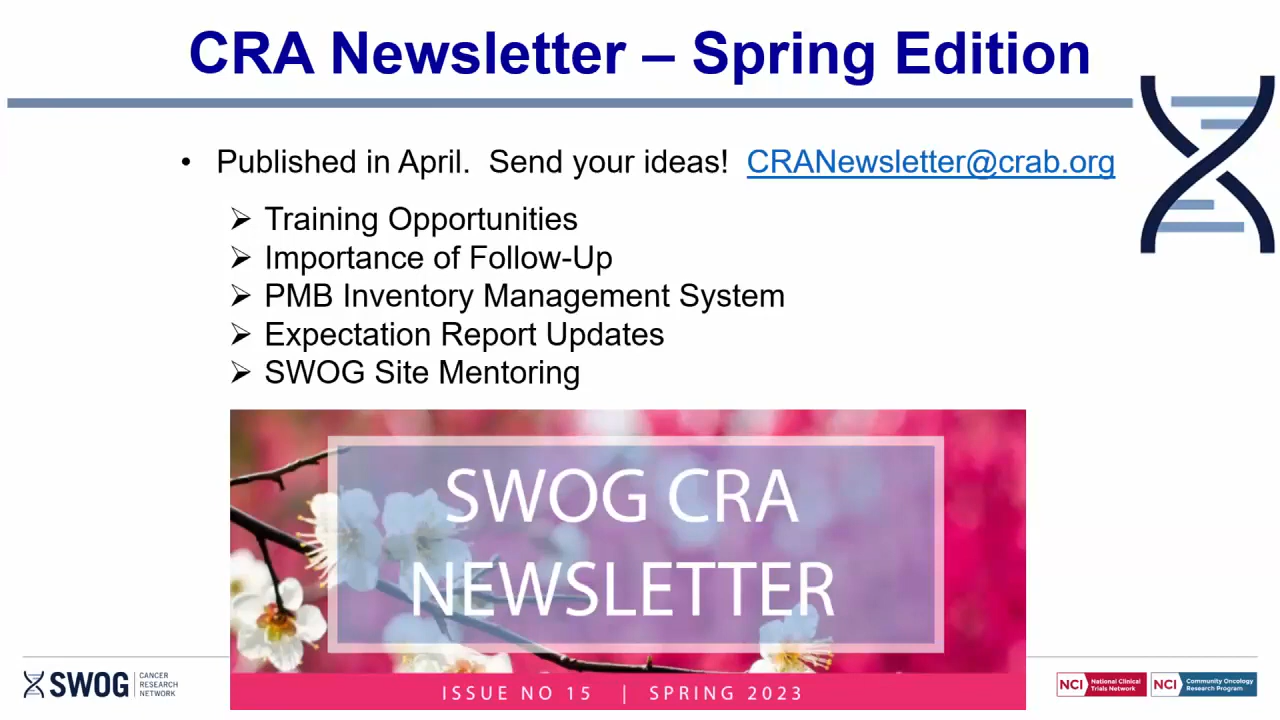 CRA Newsletter – Spring Edition
• Published in April.  Send your ideas!  CRANewsletter@crab.org
➢ Training Opportunities
➢ Importance of Follow-Up
➢ PMB Inventory Management System
➢ Expectation Report Updates
➢ SWOG Site Mentoring
SWOG CRA
NEWSLETTER
ISSUE NO 15 | SPRING 2023
SWOG
CANCER
RESEARCH
NETWORK
NCI
National Clinical
Trials Network
NCI
Community Oncology
Research Program